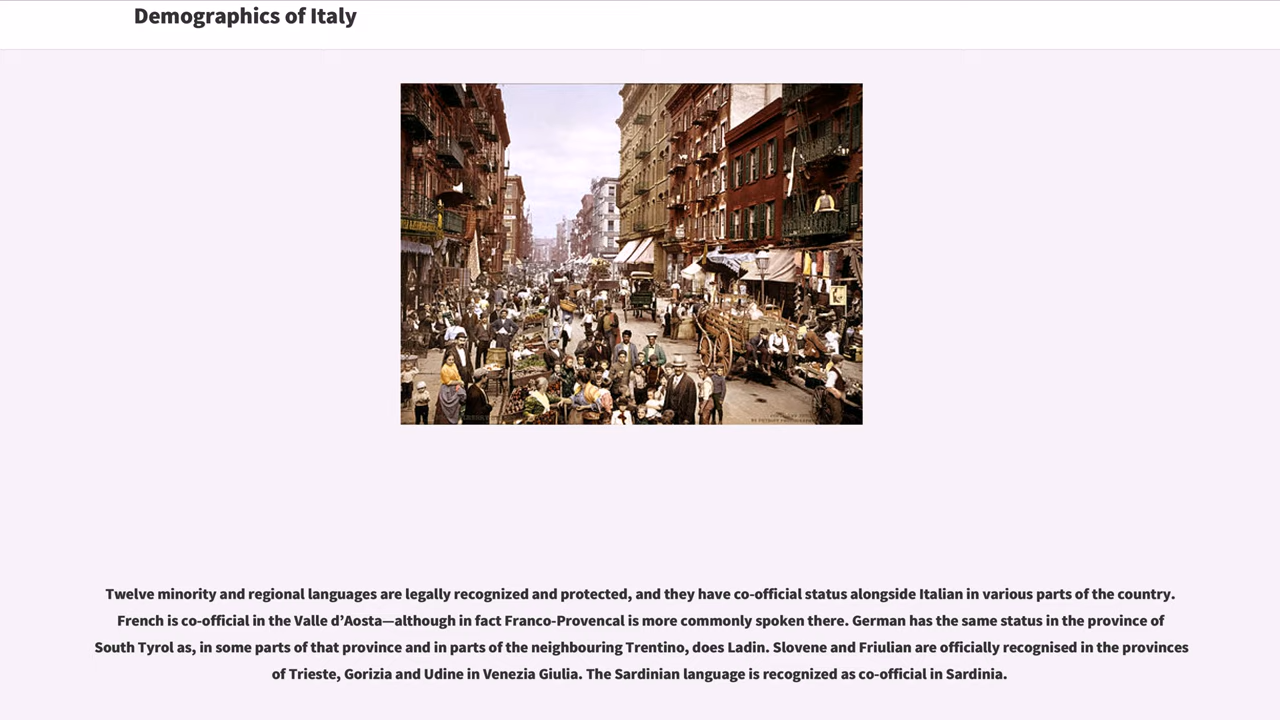 Demographics of Italy
Twelve minority and regional languages are legally recognized and protected, and they have co-official status alongside Italian in various parts of the country.
French is co-official in the Valle d’Aosta—although in fact Franco-Provencal is more commonly spoken there. German has the same status in the province of
South Tyrol as, in some parts of that province and in parts of the neighbouring Trentino, does Ladin. Slovene and Friulian are officially recognised in the provinces
of Trieste, Gorizia and Udine in Venezia Giulia. The Sardinian language is recognized as co-official in Sardinia.